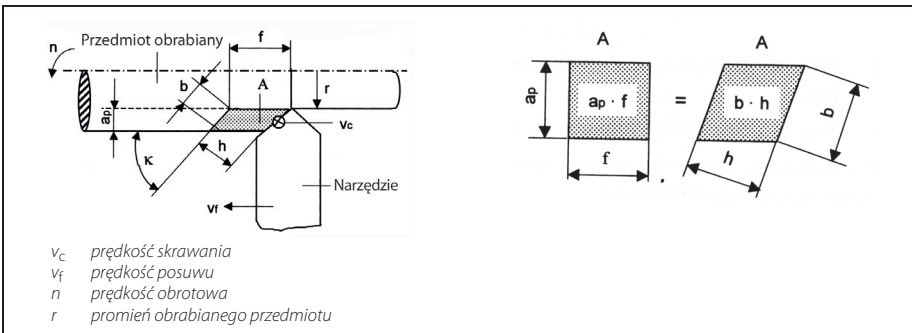 Przedmiot obrabiany
n
f
b
A
r
ap
vc
κ
h
Narzędzie
vf
A
A
ap
ap · f
=
b · h
b
f
h
vc prędkość skrawania
vf prędkość posuwu
n prędkość obrotowa
r promień obrabianego przedmiotu